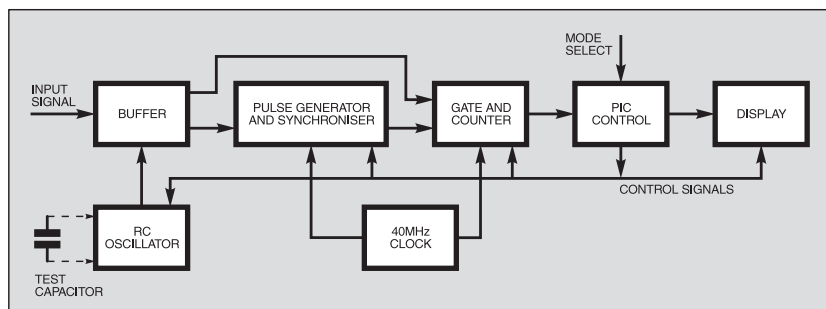 MODE
SELECT
INPUT
SIGNAL
BUFFER
PULSE GENERATOR
AND SYNCHRONISER
GATE AND
COUNTER
PIC
CONTROL
DISPLAY
CONTROL SIGNALS
RC
OSCILLATOR
40MHz
CLOCK
TEST
CAPACITOR